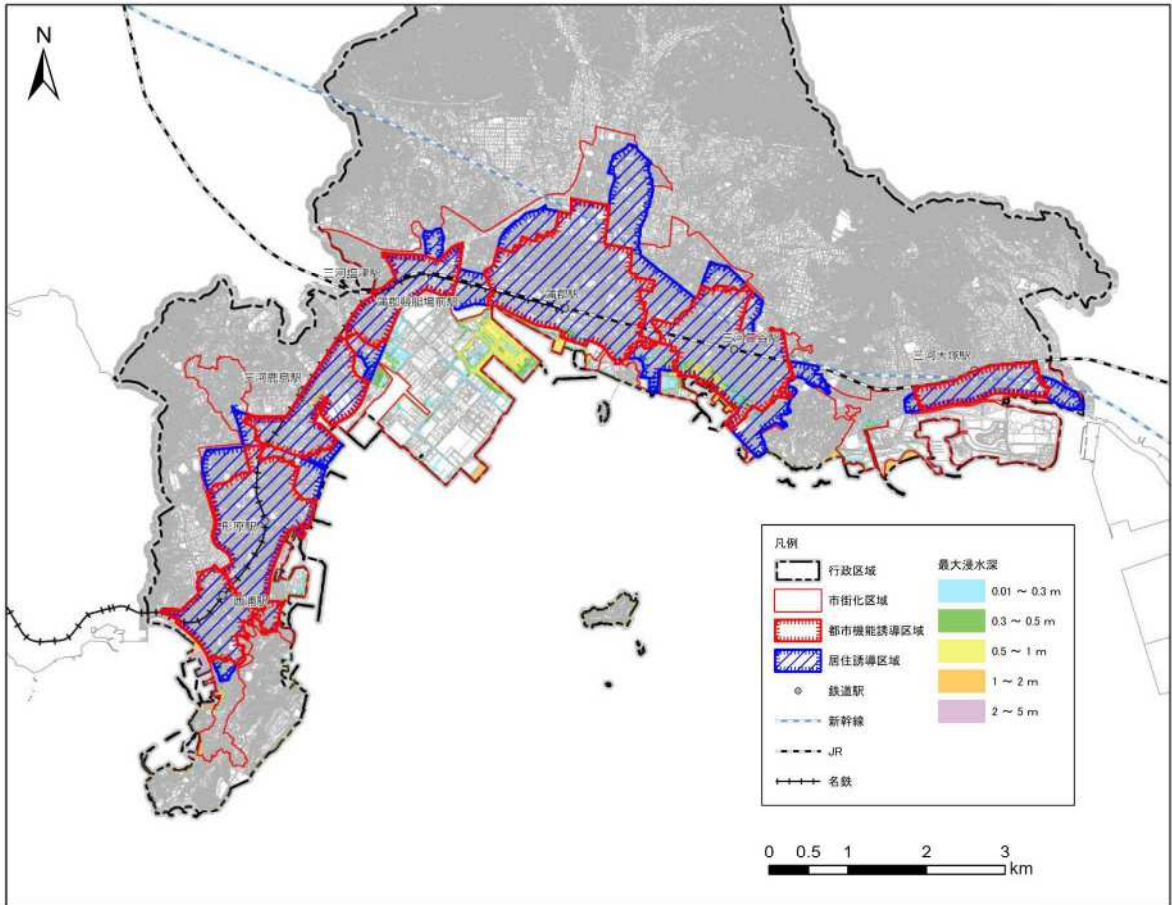 N
三河塩津駅
蒲郡競艇場前駅
蒲郡駅
三河三谷駅
三河大塚駅
三河鹿島駅
形原駅
西浦駅
凡例
行政区域
市街化区域
都市機能誘導区域
居住誘導区域
鉄道駅
新幹線
JR
名鉄
最大浸水深
0.01 ～ 0.3 m
0.3 ～ 0.5 m
0.5 ～ 1 m
1 ～ 2 m
2 ～ 5 m
0 0.5 1 2 3
km